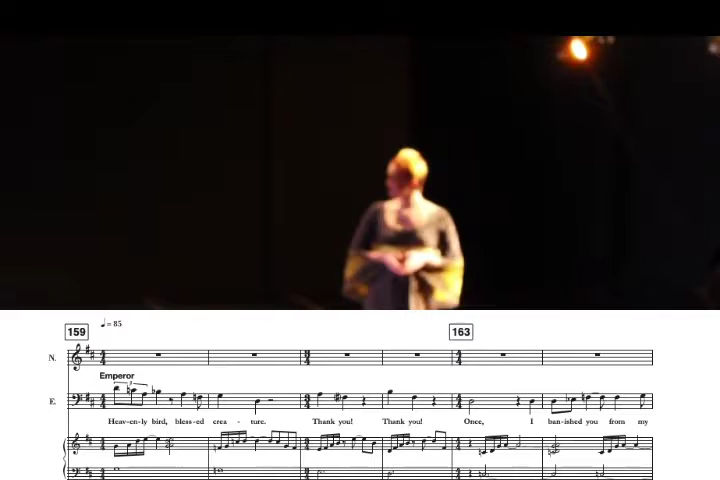 159
♩= 85
163
N.
Emperor
3
E.
Heav-en-ly bird, bless-ed crea - ture. Thank you! Thank you! Once, I ban-ished you from my